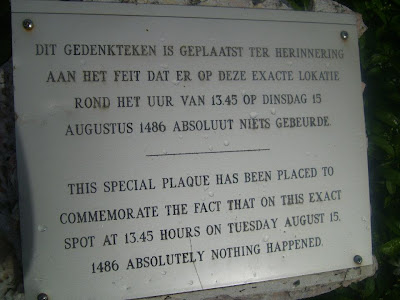 DIT GEDENKTEKEN IS GEPLAATST TER HERINNERING
AAN HET FEIT DAT ER OP DEZE EXACTE LOKATIE
ROND HET UUR VAN 13.45 OP DINSDAG 15
AUGUSTUS 1486 ABSOLUUT NIETS GEBEURDE.
THIS SPECIAL PLAQUE HAS BEEN PLACED TO
COMMEMORATE THE FACT THAT ON THIS EXACT
SPOT AT 13.45 HOURS ON TUESDAY AUGUST 15,
1486 ABSOLUTELY NOTHING HAPPENED.